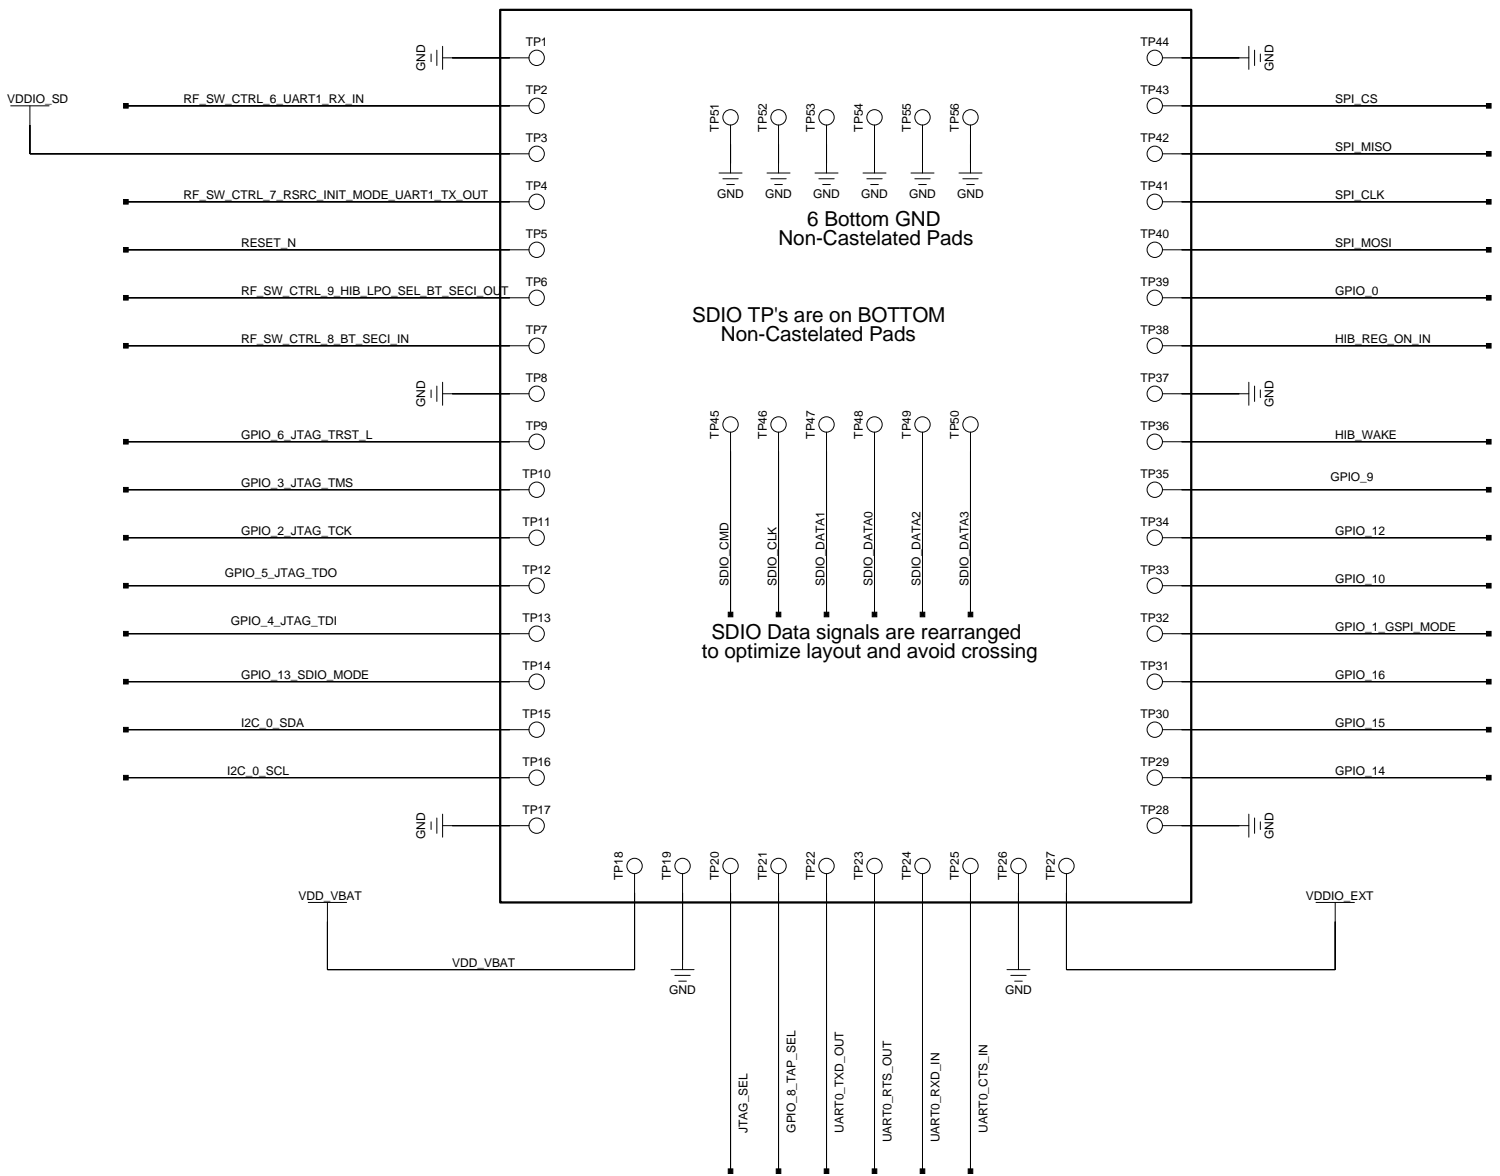 TP1
GND
TP2
RF_SW_CTRL_6_UART1_RX_IN
VDDIO_SD
TP3
TP4
RF_SW_CTRL_7_RSRC_INIT_MODE_UART1_TX_OUT
TP5
RESET_N
TP6
RF_SW_CTRL_9_HIB_LPO_SEL_BT_SECI_OUT
TP7
RF_SW_CTRL_8_BT_SECI_IN
TP8
GND
TP9
GPIO_6_JTAG_TRST_L
TP10
GPIO_3_JTAG_TMS
TP11
GPIO_2_JTAG_TCK
TP12
GPIO_5_JTAG_TDO
TP13
GPIO_4_JTAG_TDI
TP14
GPIO_13_SDIO_MODE
TP15
I2C_0_SDA
TP16
I2C_0_SCL
TP17
GND
TP51
TP52
TP53
TP54
TP55
TP56
GND
GND
GND
GND
GND
GND
6 Bottom GND
Non-Castelated Pads
SDIO TP's are on BOTTOM
Non-Castelated Pads
TP45
TP46
TP47
TP48
TP49
TP50
SDIO_CMD
SDIO_CLK
SDIO_DATA1
SDIO_DATA0
SDIO_DATA2
SDIO_DATA3
SDIO Data signals are rearranged
to optimize layout and avoid crossing
TP44
GND
TP43
SPI_CS
TP42
SPI_MISO
TP41
SPI_CLK
TP40
SPI_MOSI
TP39
GPIO_0
TP38
HIB_REG_ON_IN
TP37
GND
TP36
HIB_WAKE
TP35
GPIO_9
TP34
GPIO_12
TP33
GPIO_10
TP32
GPIO_1_GSPI_MODE
TP31
GPIO_16
TP30
GPIO_15
TP29
GPIO_14
TP28
GND
TP18
TP19
TP20
TP21
TP22
TP23
TP24
TP25
TP26
TP27
VDD_VBAT
VDD_VBAT
GND
GND
VDDIO_EXT
JTAG_SEL
GPIO_8_TAP_SEL
UART0_TXD_OUT
UART0_RTS_OUT
UART0_RXD_IN
UART0_CTS_IN